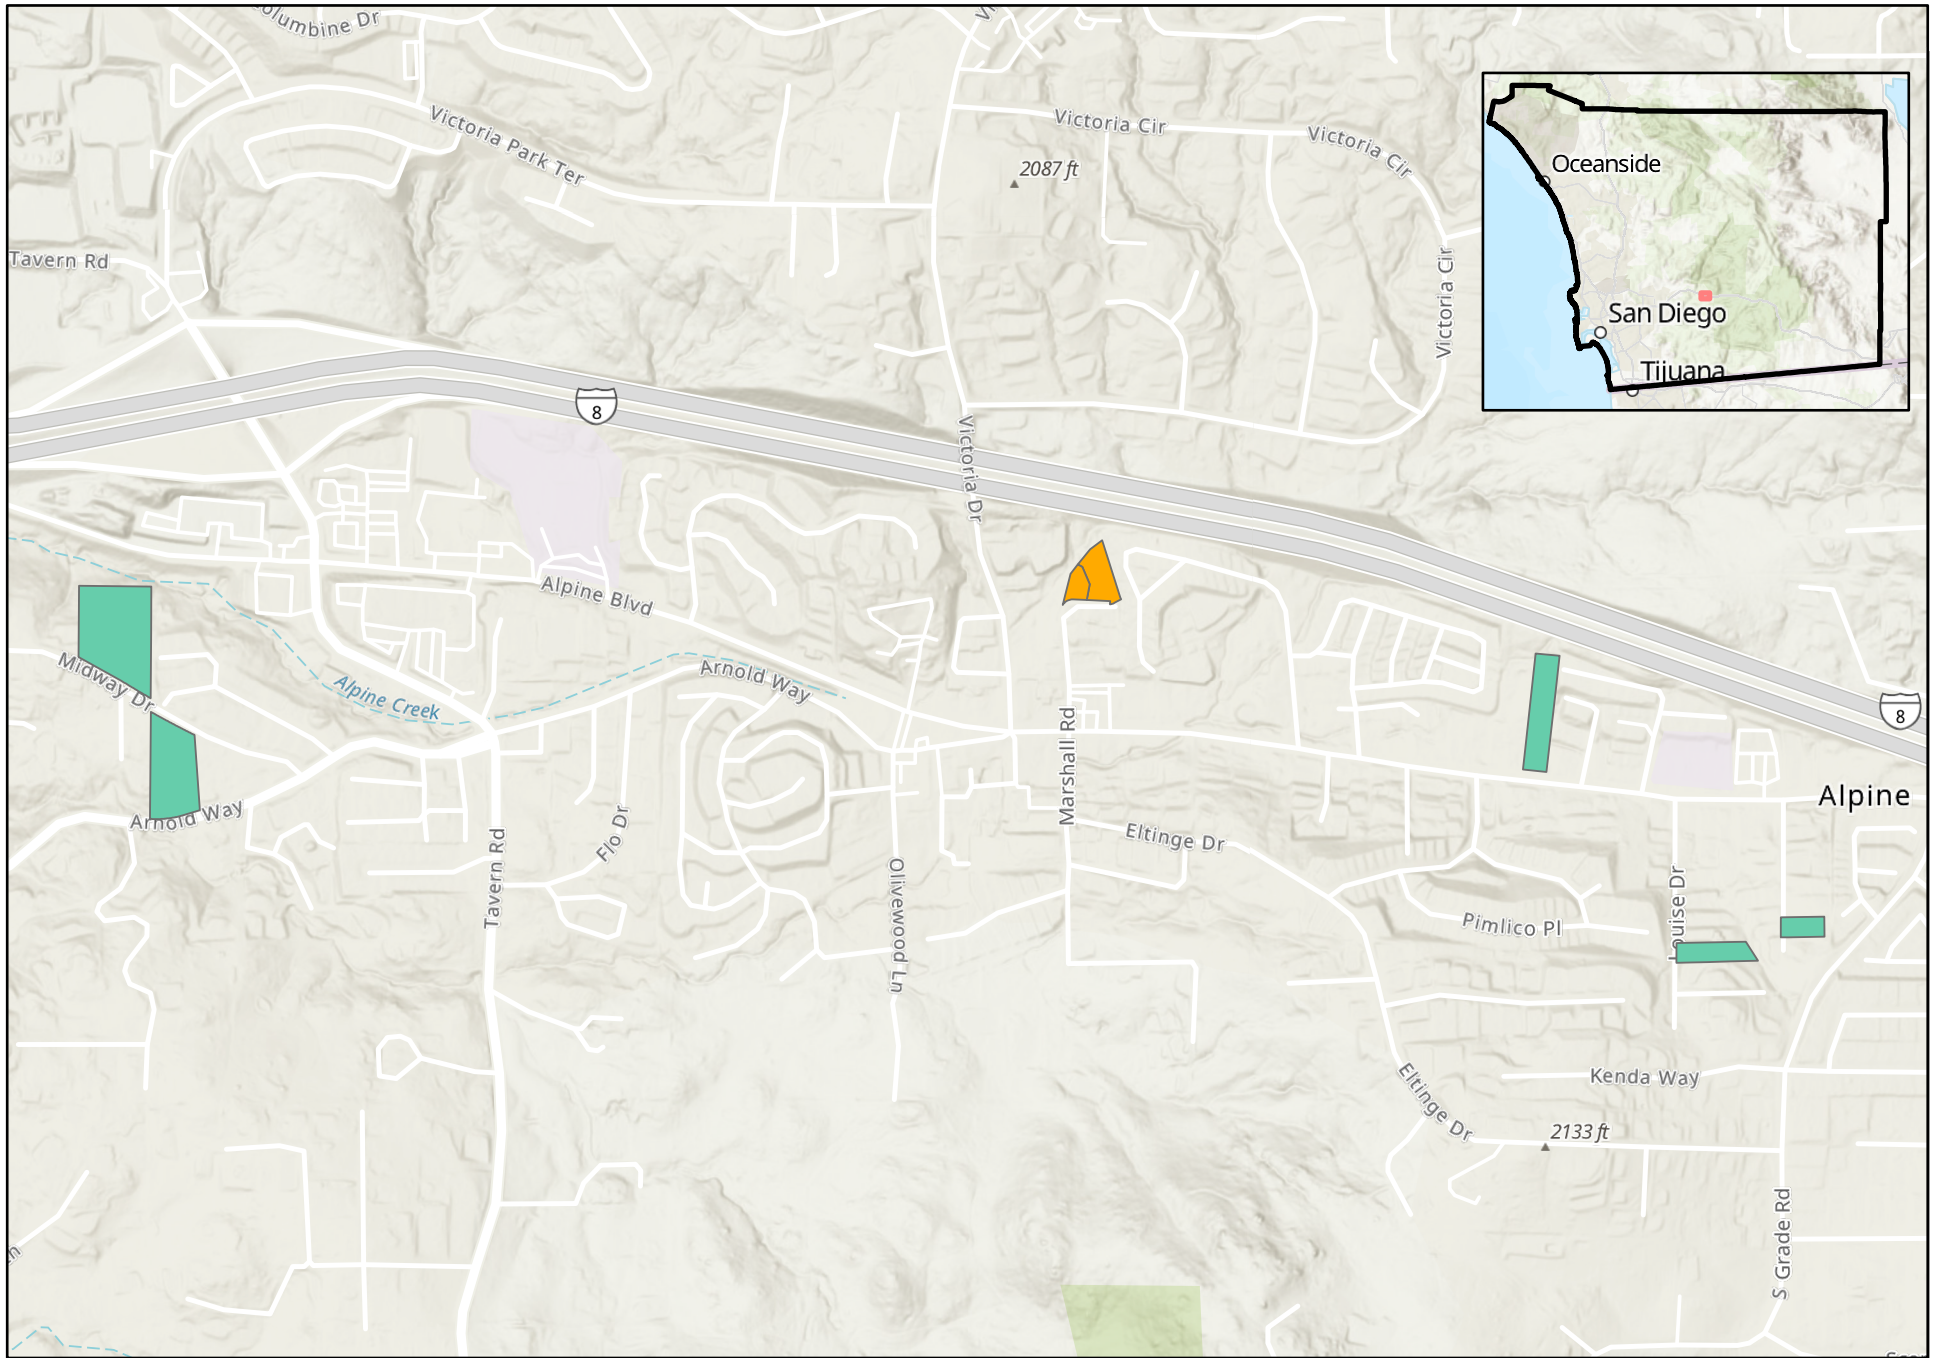 Columbine Dr
Victoria Park Ter
Victoria Cir
Victoria Cir
2087 ft
Oceanside
Tavern Rd
Victoria Cir
San Diego
Tijuana
8
Victoria Dr
Alpine Blvd
Midway Dr
Alpine Creek
Arnold Way
8
Marshall Rd
Alpine
Arnold Way
Flo Dr
Eltinge Dr
Tavern Rd
Olivewood Ln
Louise Dr
Pimlico Pl
Kenda Way
Eltinge Dr
2133 ft
S Grade Rd